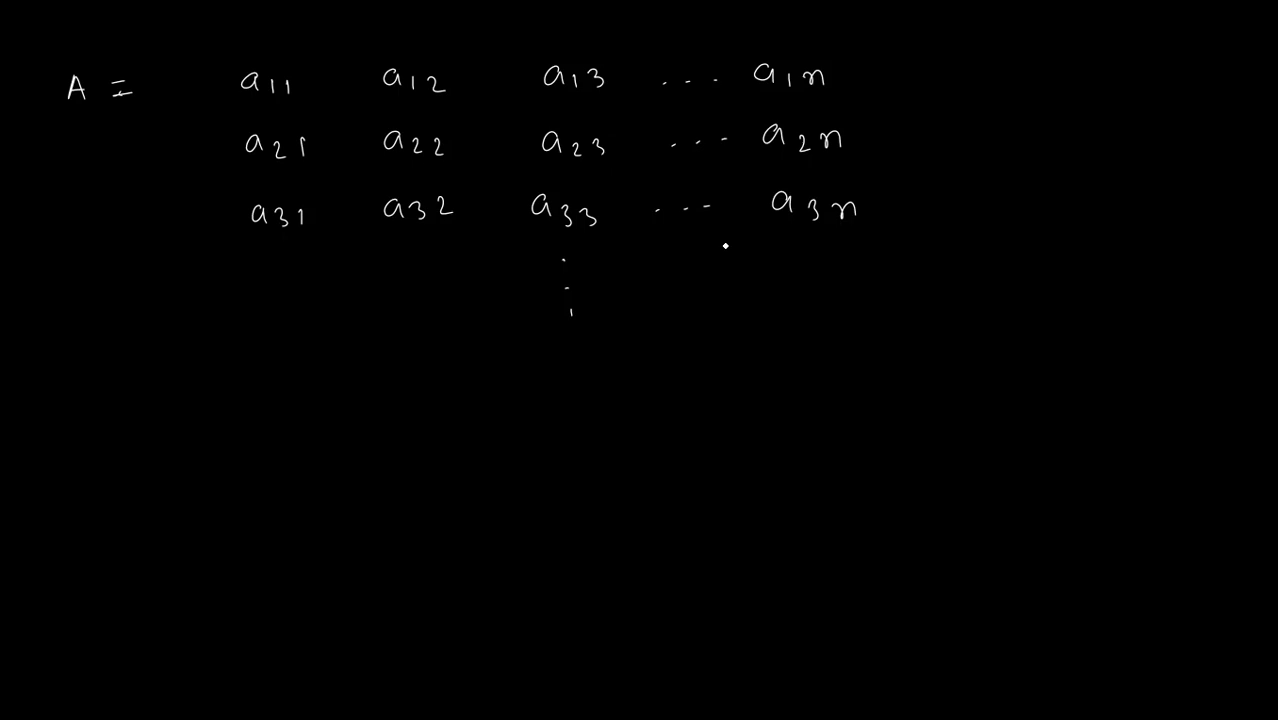 A = a11 a12 a13 ... a1n
a21 a22 a23 ... a2n
a31 a32 a33 ... a3n
⋮